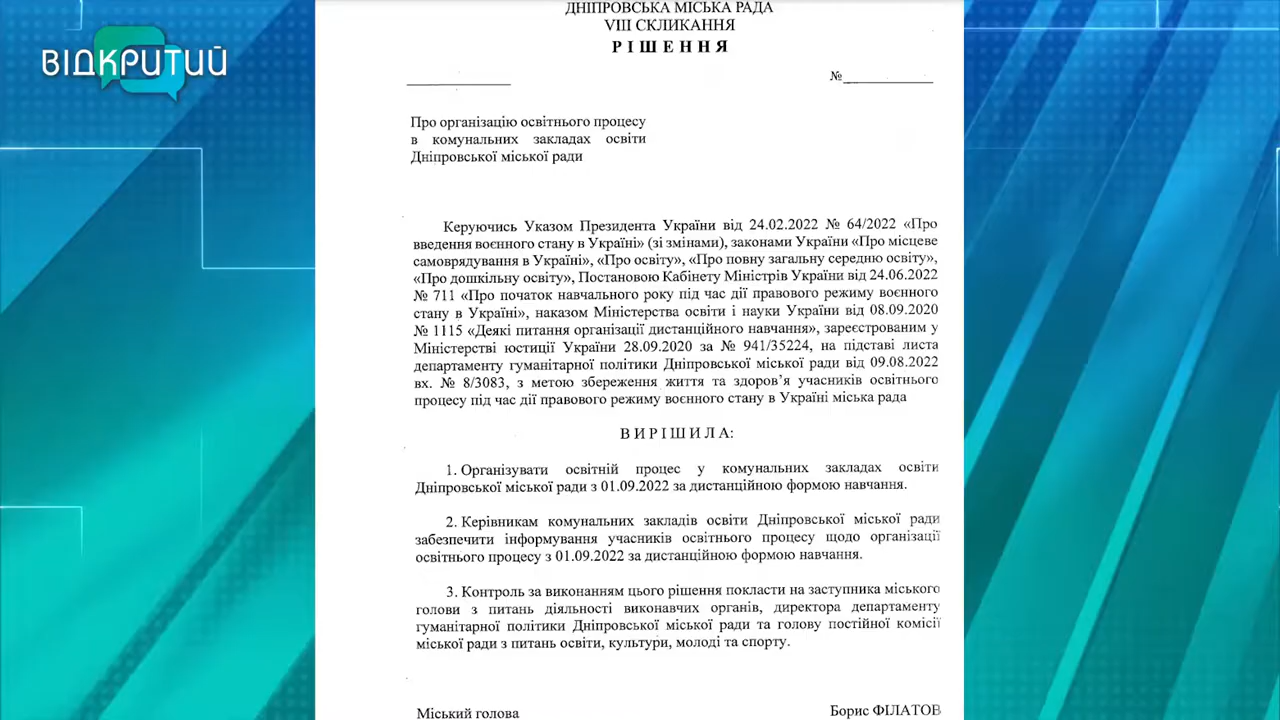 ВІДКРИТИЙ
ДНІПРОВСЬКА МІСЬКА РАДА
VIII СКЛИКАННЯ
Р І Ш Е Н Н Я
№
Про організацію освітнього процесу
в комунальних закладах освіти
Дніпровської міської ради
Керуючись Указом Президента України від 24.02.2022 № 64/2022 «Про
введення воєнного стану в Україні» (зі змінами), законами України «Про місцеве
самоврядування в Україні», «Про освіту», «Про повну загальну середню освіту»,
«Про дошкільну освіту», Постановою Кабінету Міністрів України від 24.06.2022
№ 711 «Про початок навчального року під час дії правового режиму воєнного
стану в Україні», наказом Міністерства освіти і науки України від 08.09.2020
№ 1115 «Деякі питання організації дистанційного навчання», зареєстрованим у
Міністерстві юстиції України 28.09.2020 за № 941/35224, на підставі листа
департаменту гуманітарної політики Дніпровської міської ради від 09.08.2022
вх. № 8/3083, з метою збереження життя та здоров’я учасників освітнього
процесу під час дії правового режиму воєнного стану в Україні міська рада
В И Р І Ш И Л А:
1. Організувати освітній процес у комунальних закладах освіти
Дніпровської міської ради з 01.09.2022 за дистанційною формою навчання.
2. Керівникам комунальних закладів освіти Дніпровської міської ради
забезпечити інформування учасників освітнього процесу щодо організації
освітнього процесу з 01.09.2022 за дистанційною формою навчання.
3. Контроль за виконанням цього рішення покласти на заступника міського
голови з питань діяльності виконавчих органів, директора департаменту
гуманітарної політики Дніпровської міської ради та голову постійної комісії
міської ради з питань освіти, культури, молоді та спорту.
Міський голова
Борис ФІЛАТОВ